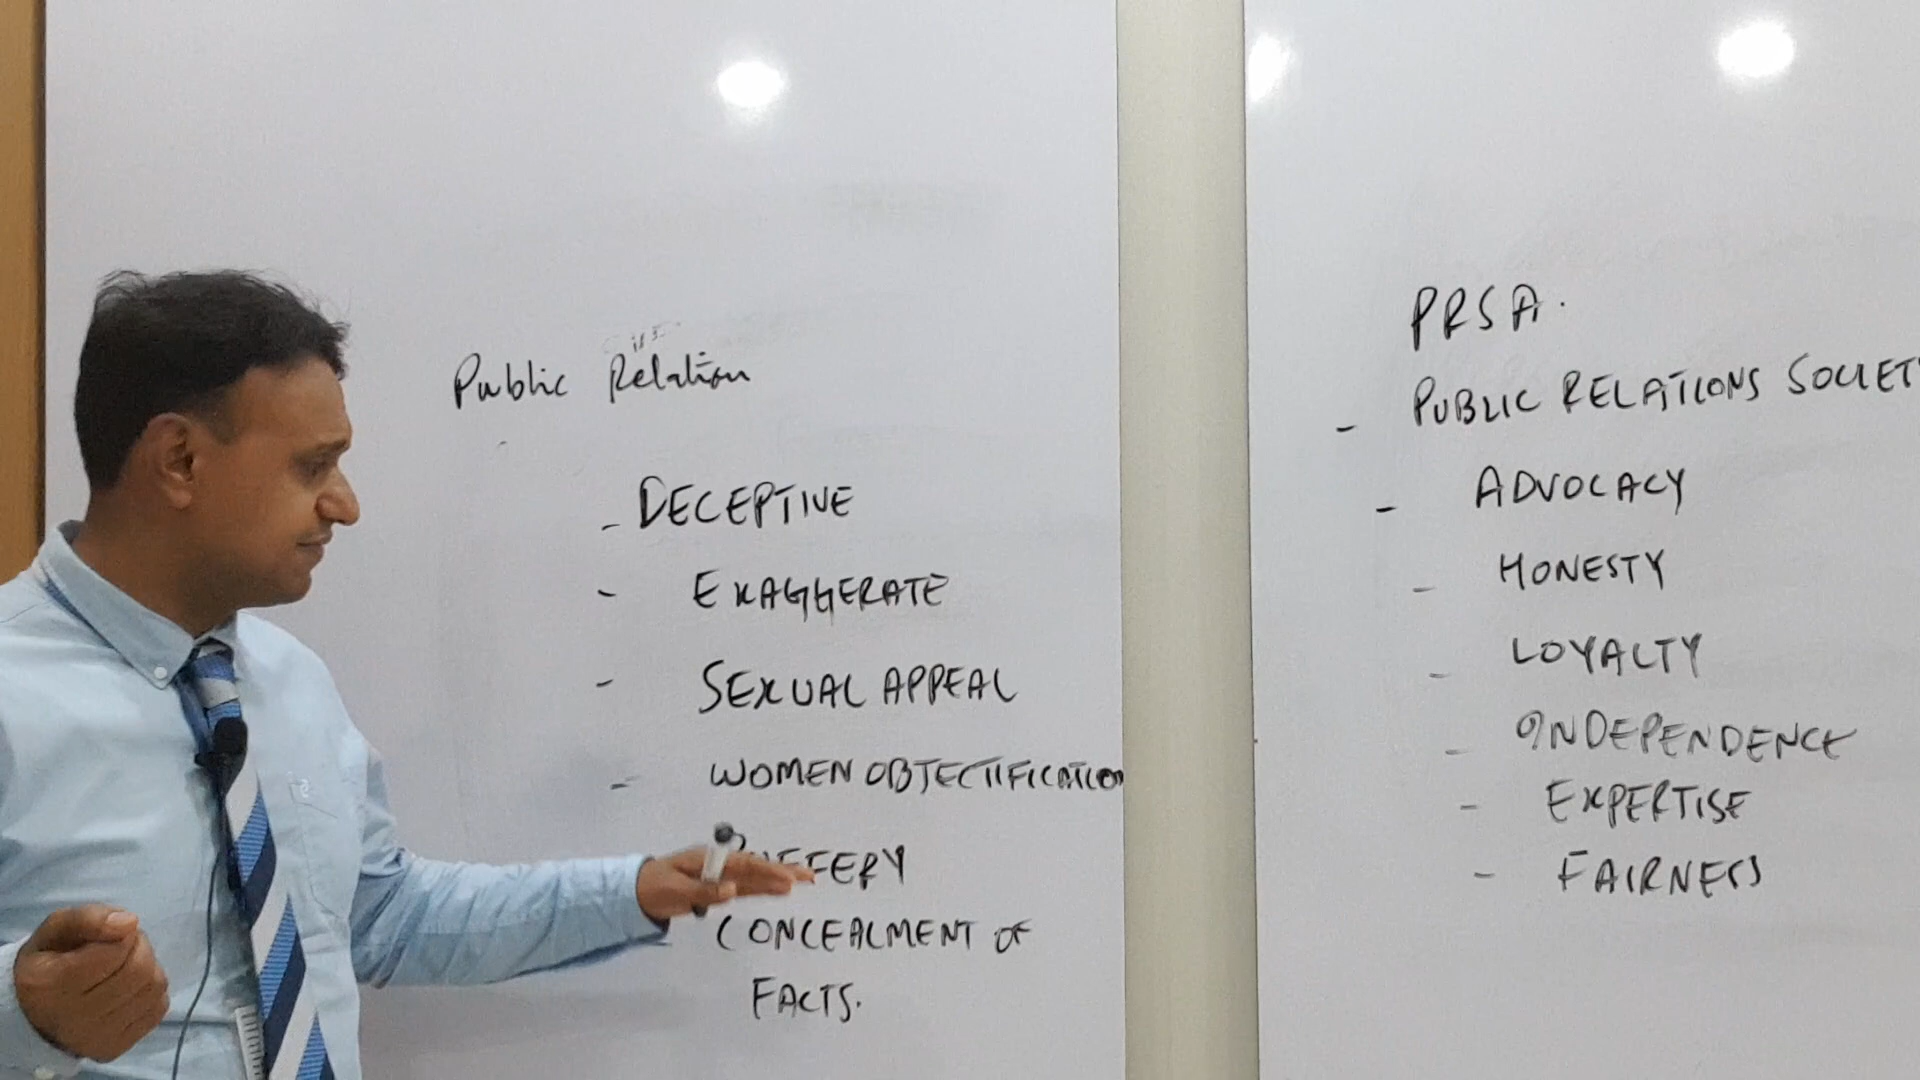 Public Relation
- DECEPTIVE
- EXAGGERATE
- SEXUAL APPEAL
- WOMEN OBJECTIFICATION
CONCEALMENT OF
FACTS.
PRSA.
- PUBLIC RELATIONS SOCIETY
- ADVOCACY
- HONESTY
- LOYALTY
- INDEPENDENCE
- EXPERTISE
- FAIRNESS